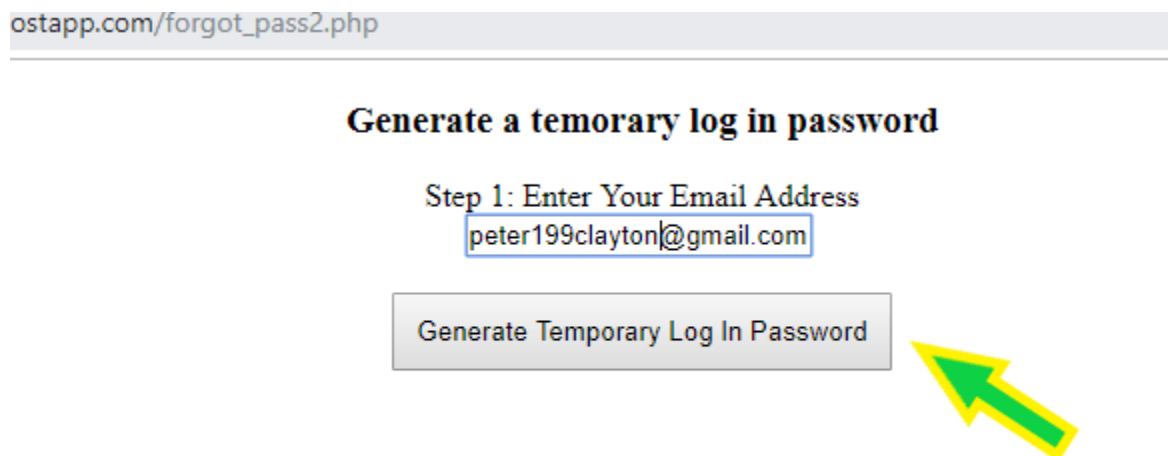 ostapp.com/forgot_pass2.php
Generate a temorary log in password
Step 1: Enter Your Email Address
peter199clayton@gmail.com
Generate Temporary Log In Password